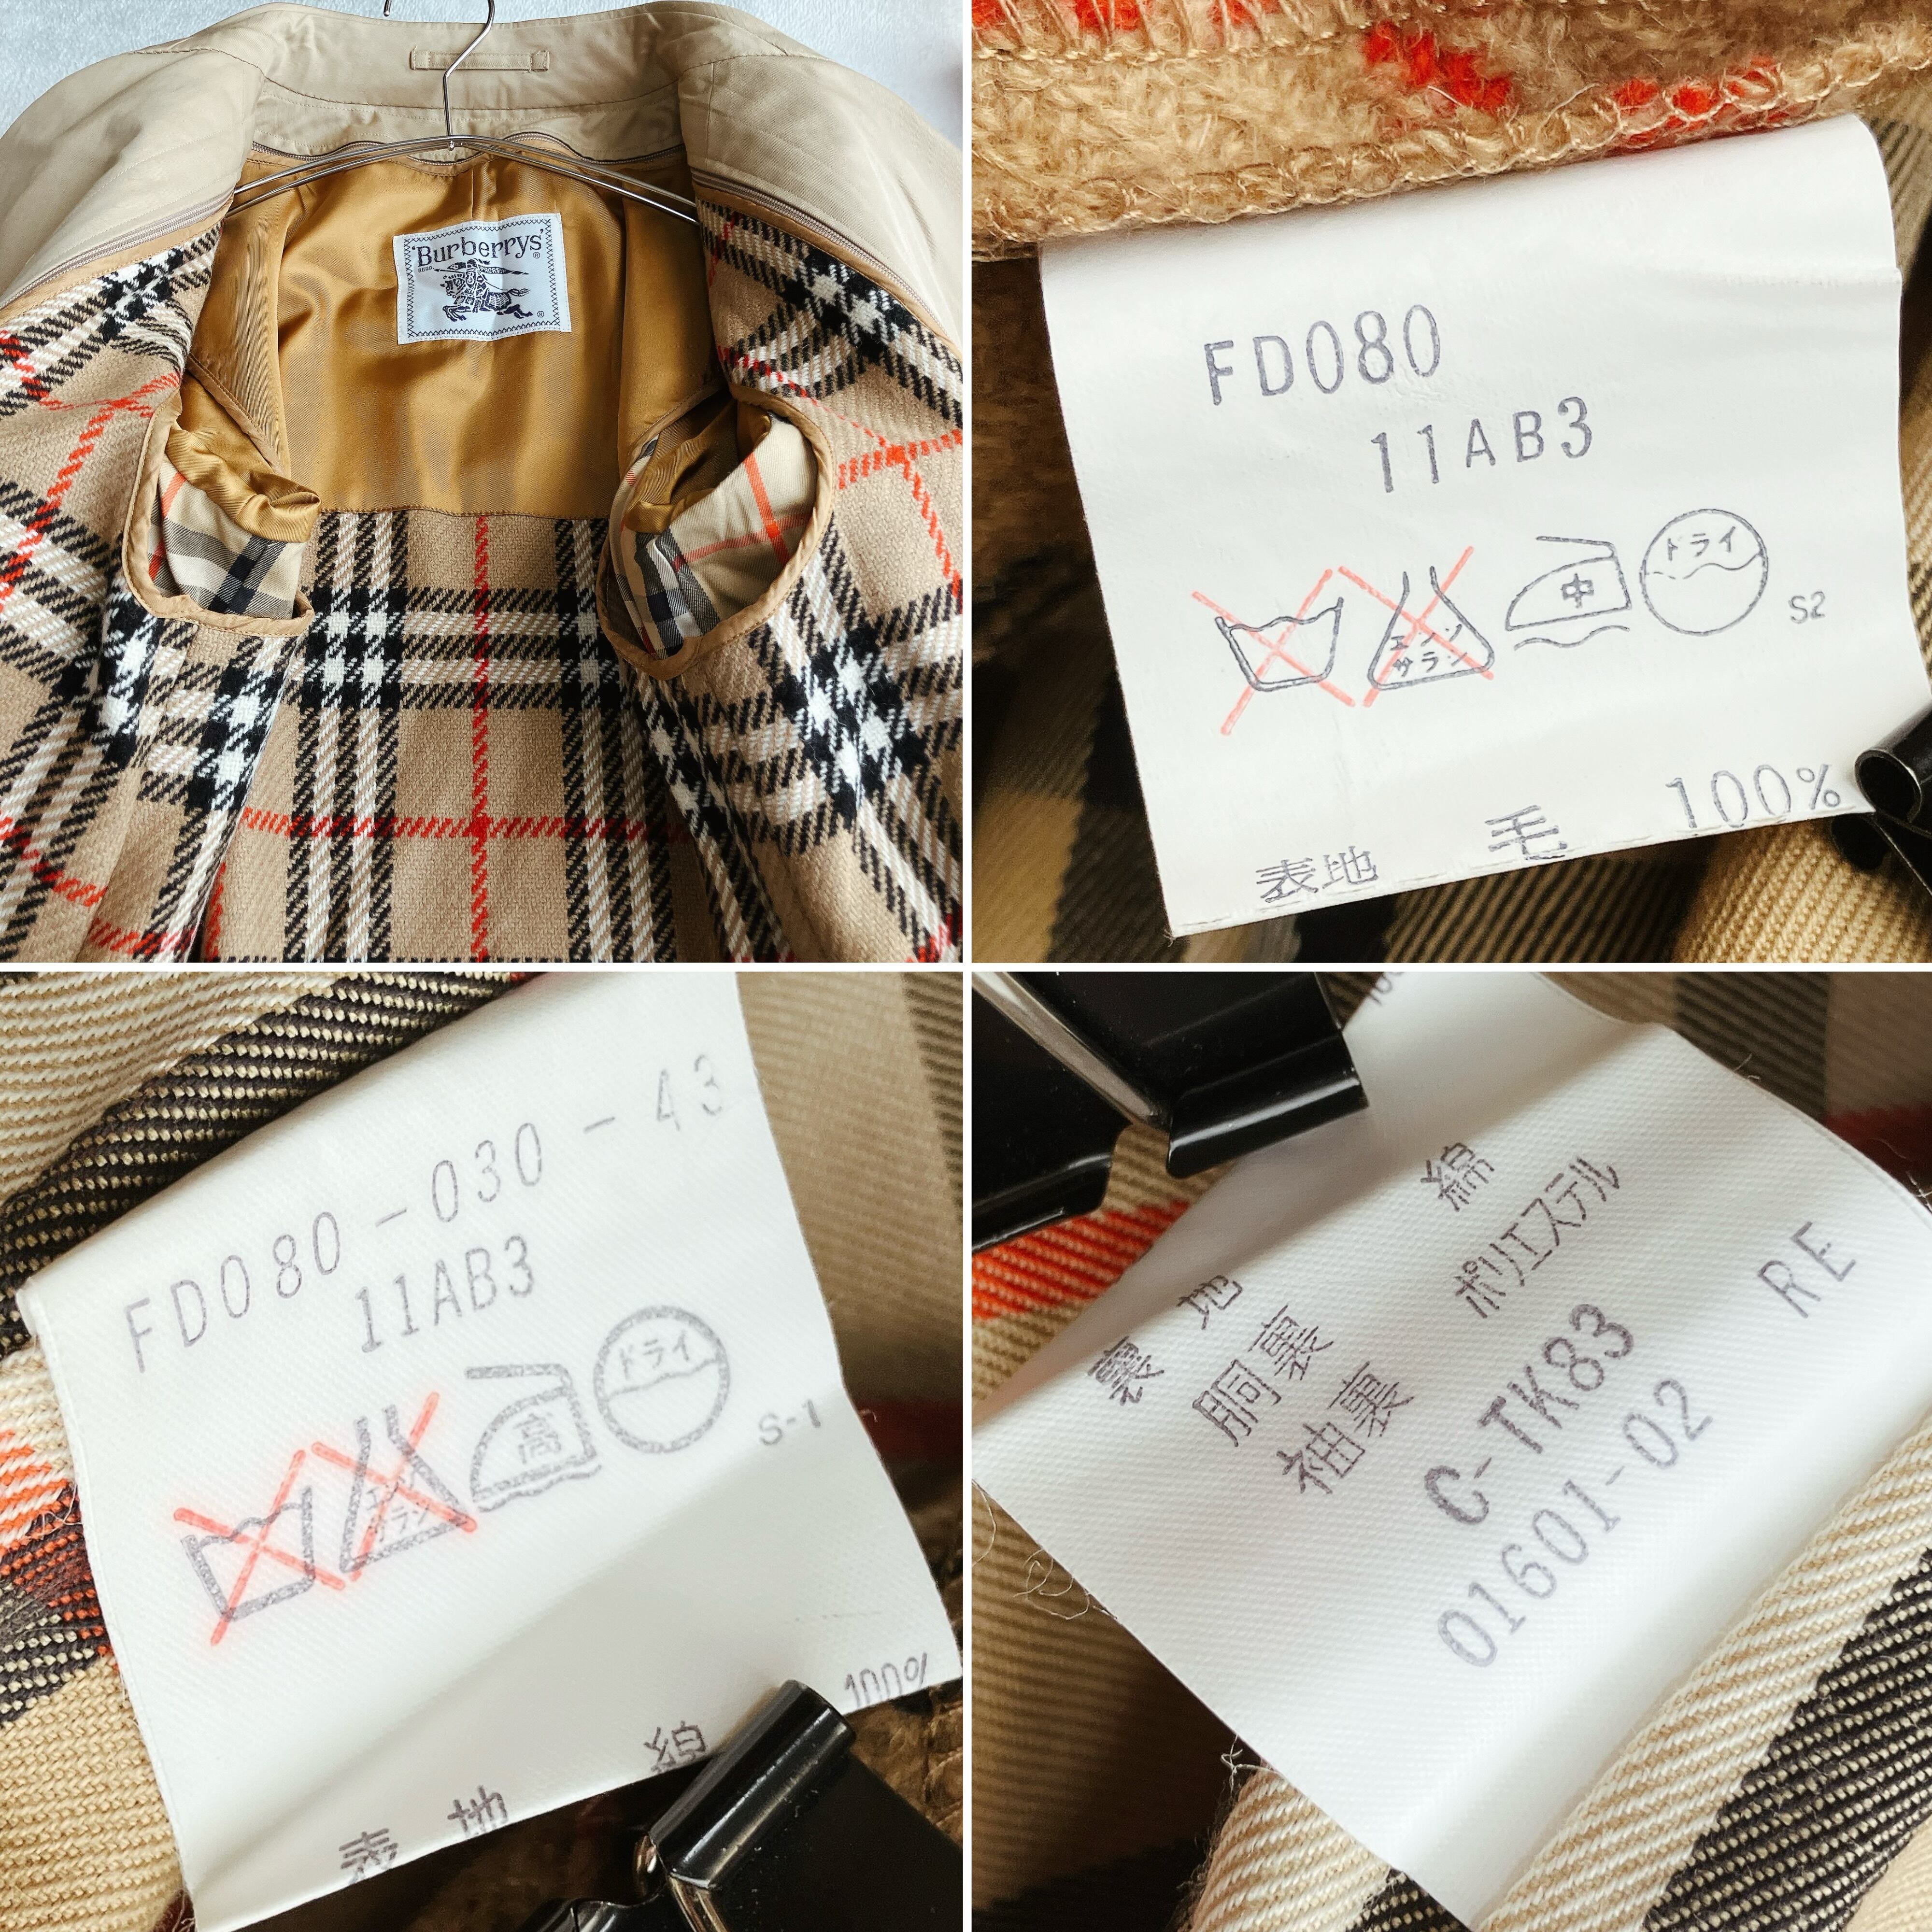 Burberrys'
FD080
11AB3
エンソ
サラシ
中
ドライ
S2
表地 毛 100%
FD080-030-43
11AB3
高
ドライ
S-1
表地 綿 100%
裏地 綿
胴裏 ポリエステル
袖裏
C-TK83 RE
01601-02